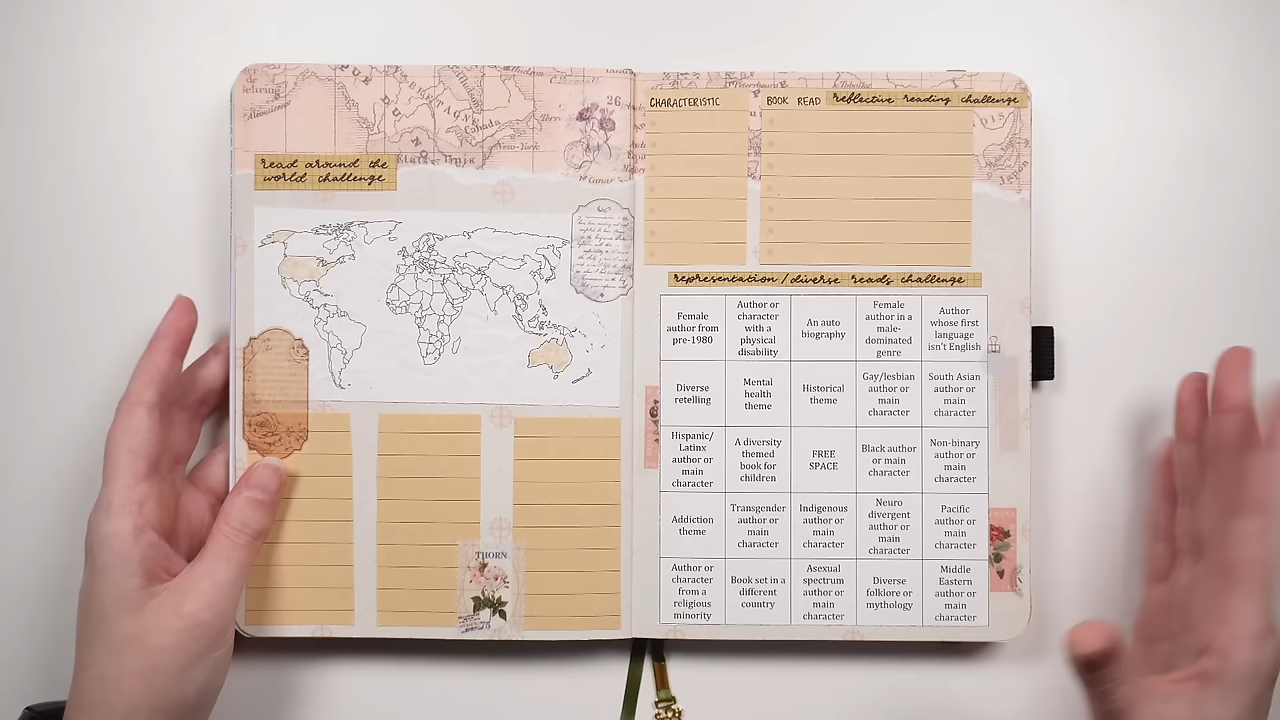 BRETAGNE
Canada
New-York
Etats-Unis
26
read around the
world challenge
THORN
CHARACTERISTIC
BOOK READ
reflective reading challenge
Japon
representation/diverse reads challenge
Female
author from
pre-1980
Author or
character
with a
physical
disability
An auto
biography
Female
author in a
male-
dominated
genre
Author
whose first
language
isn't English
Diverse
retelling
Mental
health
theme
Historical
theme
Gay/lesbian
author or
main
character
South Asian
author or
main
character
Hispanic/
Latinx
author or
main
character
A diversity
themed
book for
children
FREE
SPACE
Black author
or main
character
Non-binary
author or
main
character
Addiction
theme
Transgender
author or
main
character
Indigenous
author or
main
character
Neuro
divergent
author or
main
character
Pacific
author or
main
character
Author or
character
from a
religious
minority
Book set in a
different
country
Asexual
spectrum
author or
main
character
Diverse
folklore or
mythology
Middle
Eastern
author or
main
character